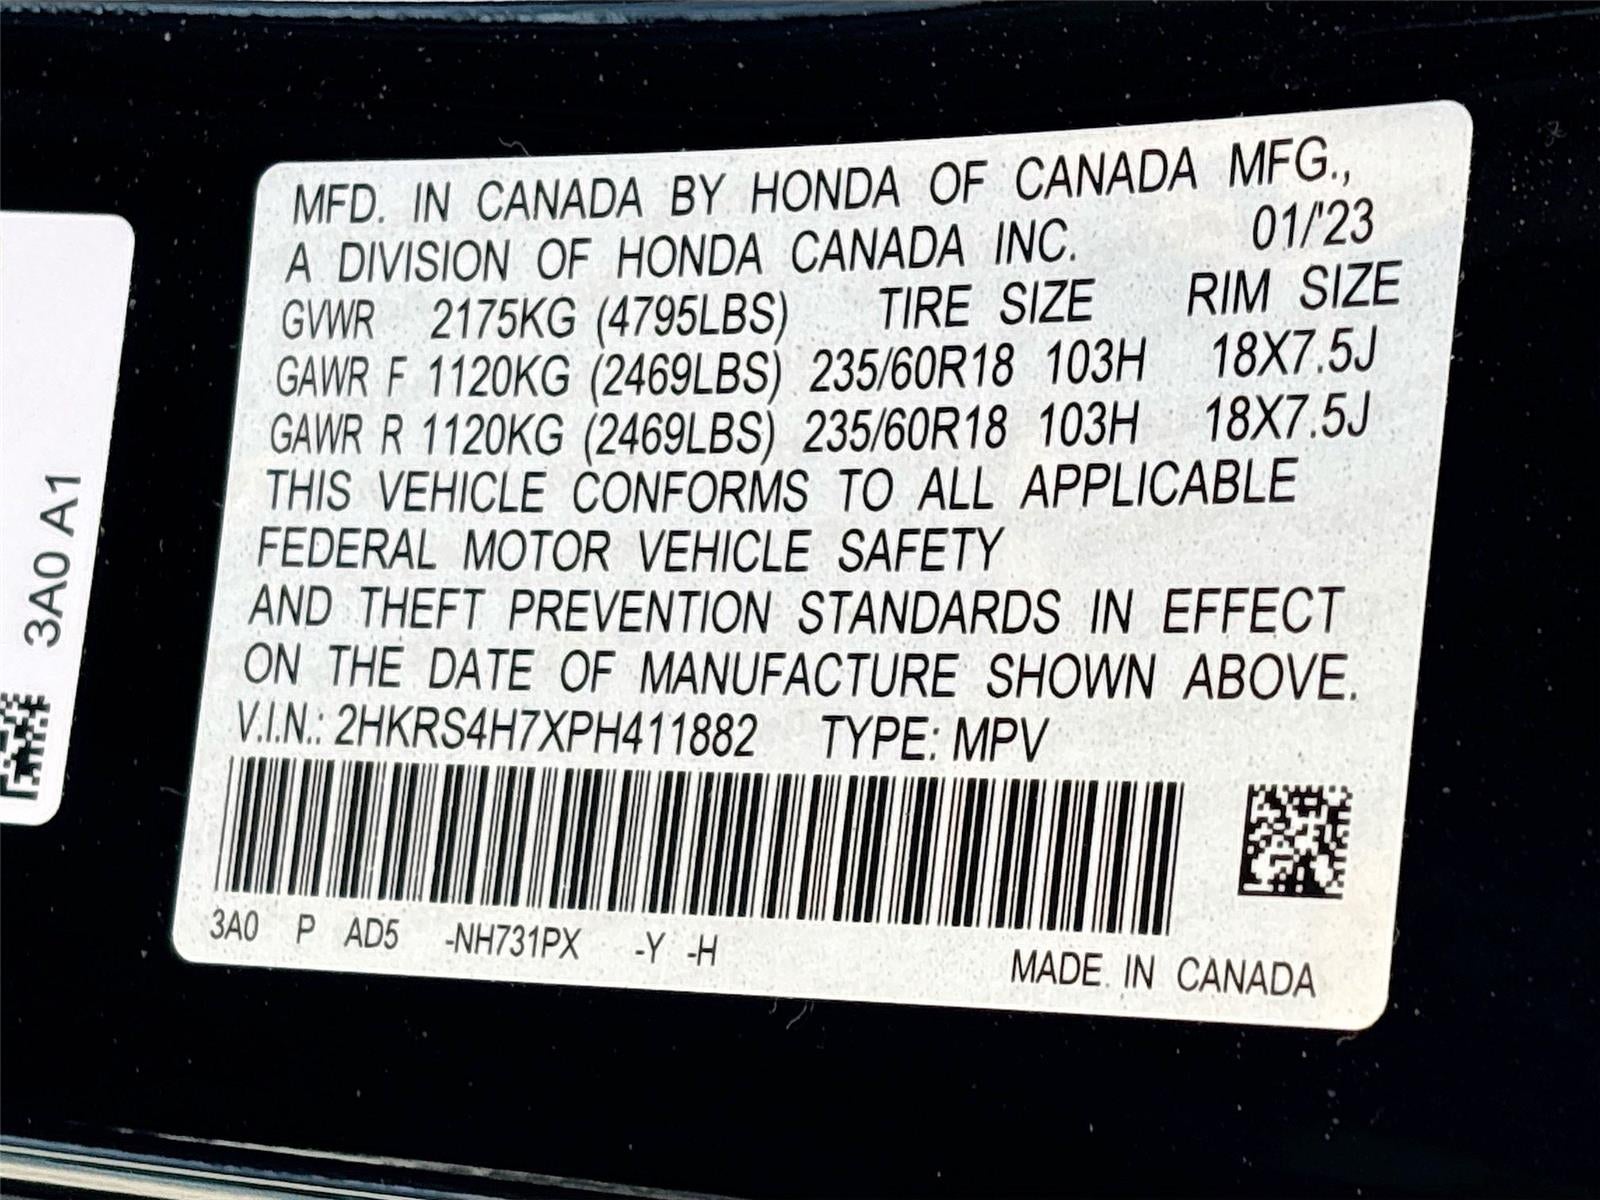 MFD. IN CANADA BY HONDA OF CANADA MFG.,
A DIVISION OF HONDA CANADA INC. 01/'23
GVWR 2175KG (4795LBS) TIRE SIZE RIM SIZE
GAWR F 1120KG (2469LBS) 235/60R18 103H 18X7.5J
GAWR R 1120KG (2469LBS) 235/60R18 103H 18X7.5J
THIS VEHICLE CONFORMS TO ALL APPLICABLE
FEDERAL MOTOR VEHICLE SAFETY
AND THEFT PREVENTION STANDARDS IN EFFECT
ON THE DATE OF MANUFACTURE SHOWN ABOVE.
V.I.N.: 2HKRS4H7XPH411882 TYPE: MPV
3A0 P AD5 -NH731PX -Y -H
MADE IN CANADA
3A0 A1